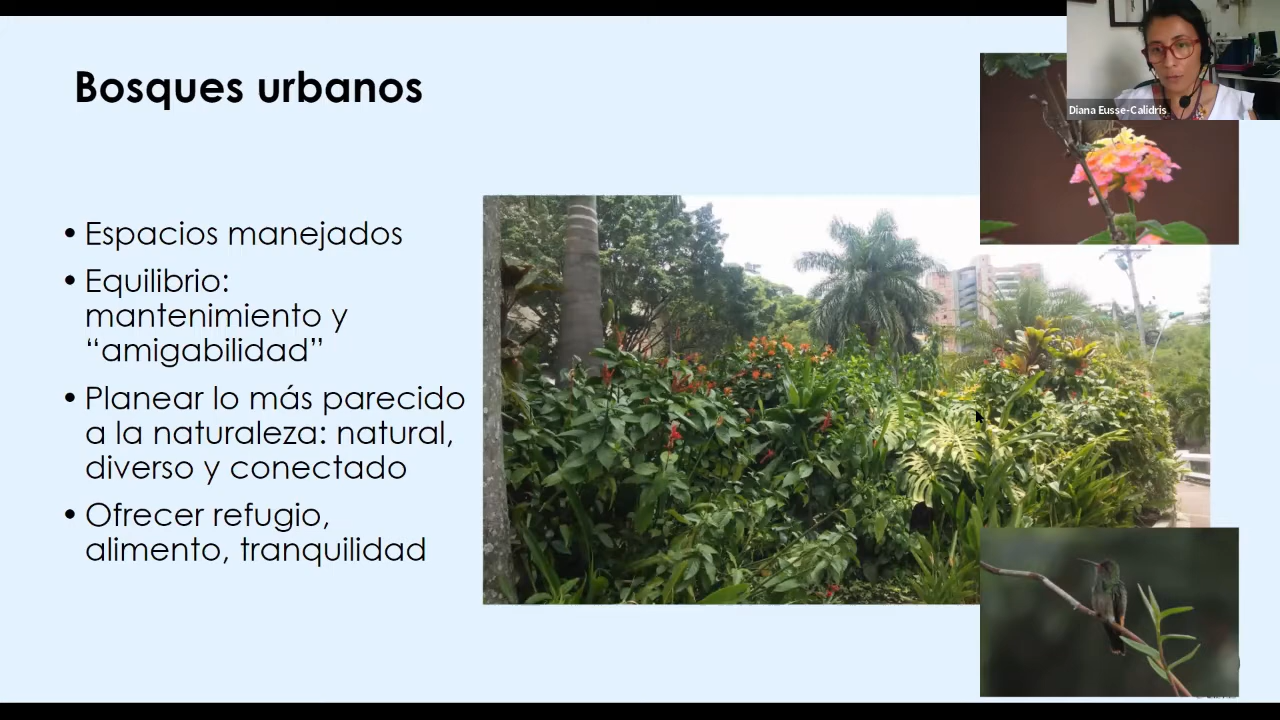 Bosques urbanos
Diana Eusse-Calidris
• Espacios manejados
• Equilibrio:
mantenimiento y
“amigabilidad”
• Planear lo más parecido
a la naturaleza: natural,
diverso y conectado
• Ofrecer refugio,
alimento, tranquilidad